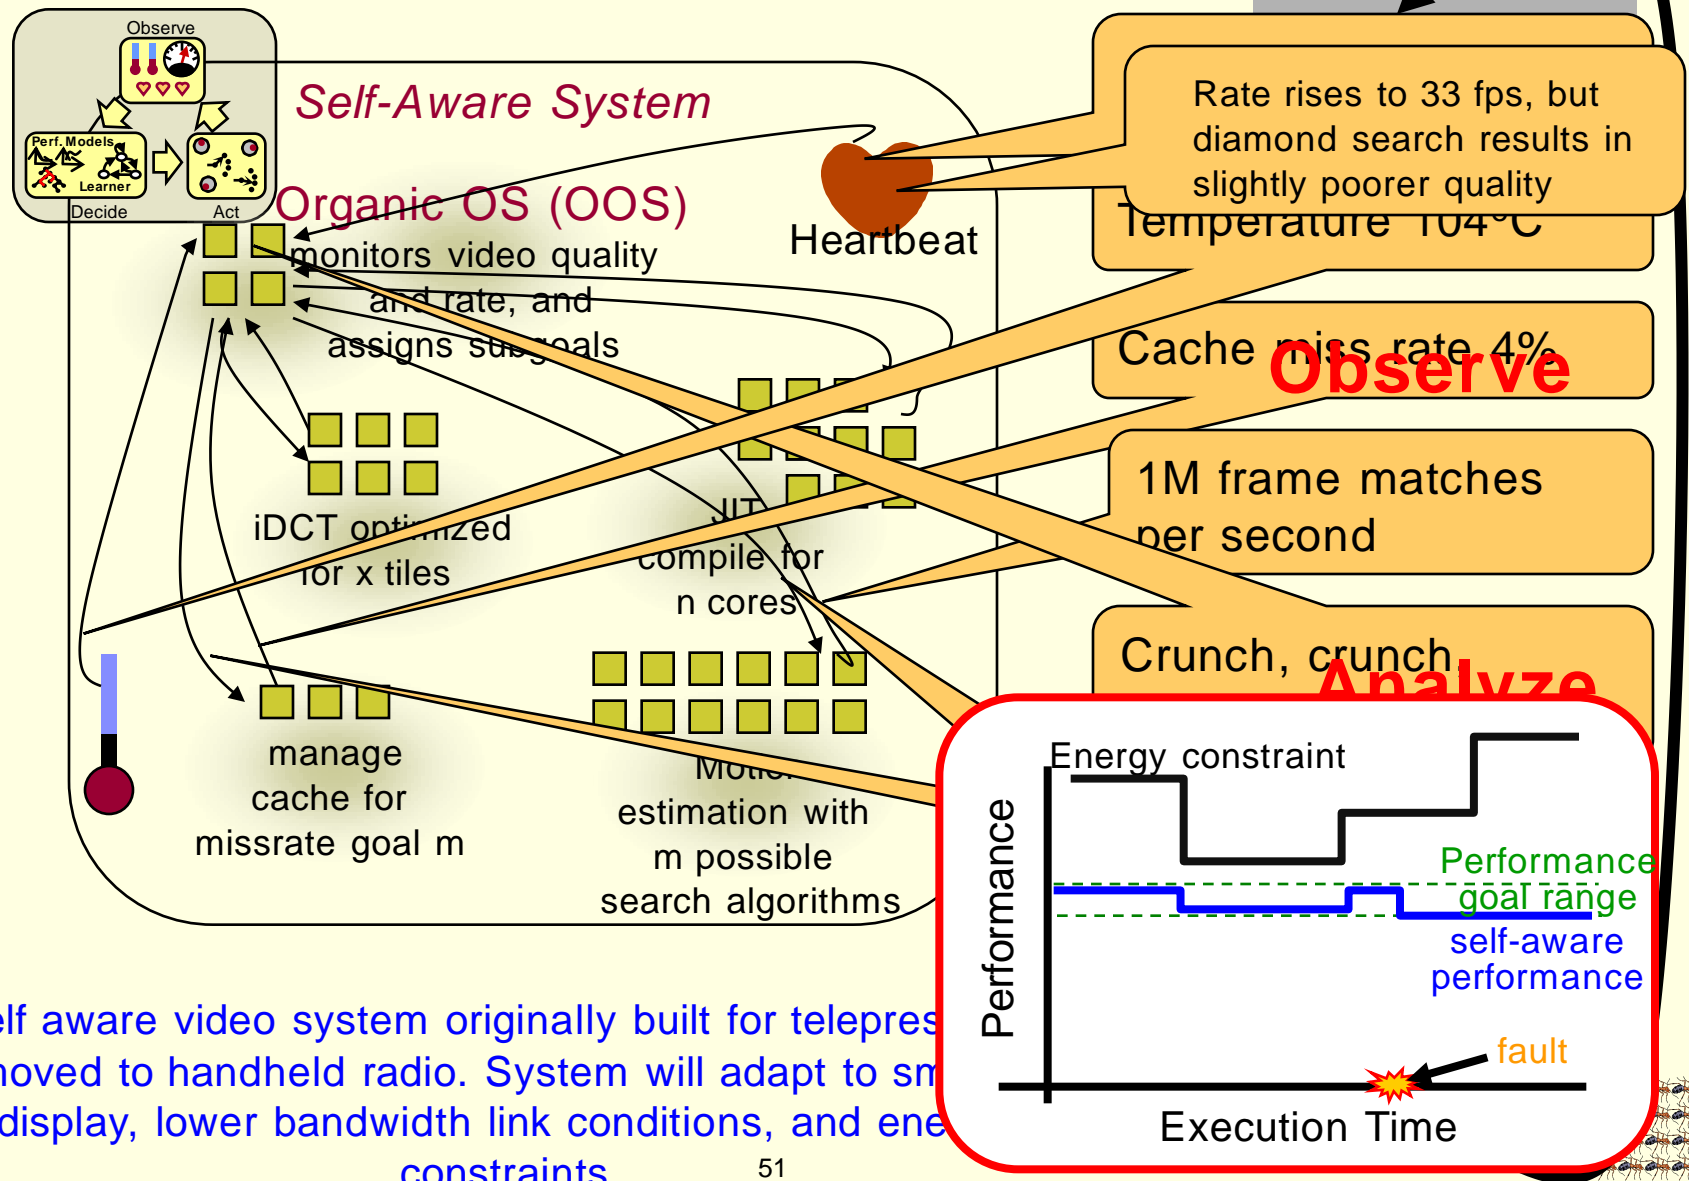 Observe
Perf. Models
Learner
Decide
Act
Self-Aware System
Organic OS (OOS)
monitors video quality
and rate, and
assigns subgoals
Heartbeat
Rate rises to 33 fps, but
diamond search results in
slightly poorer quality
Temperature 104°C
Cache miss rate 4%
Observe
1M frame matches
per second
Crunch, crunch,
Analyze
iDCT optimized
for x tiles
JIT
compile for
n cores
manage
cache for
missrate goal m
Motion
estimation with
m possible
search algorithms
Energy constraint
Performance
Performance
goal range
self-aware
performance
fault
Execution Time
elf aware video system originally built for telepres
moved to handheld radio. System will adapt to sm
display, lower bandwidth link conditions, and ene
constraints
51